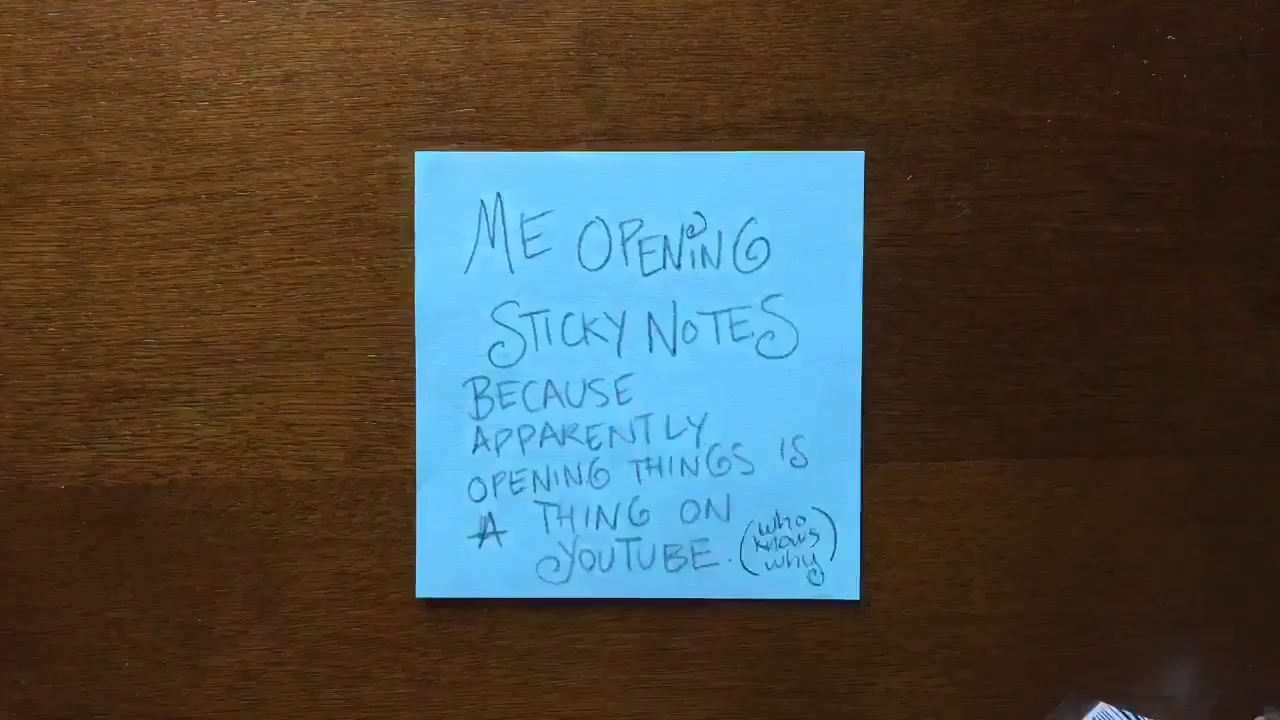 ME OPENING
STICKY NOTES
BECAUSE
APPARENTLY
OPENING THINGS IS
A THING ON
YOUTUBE. (who
knows
why)